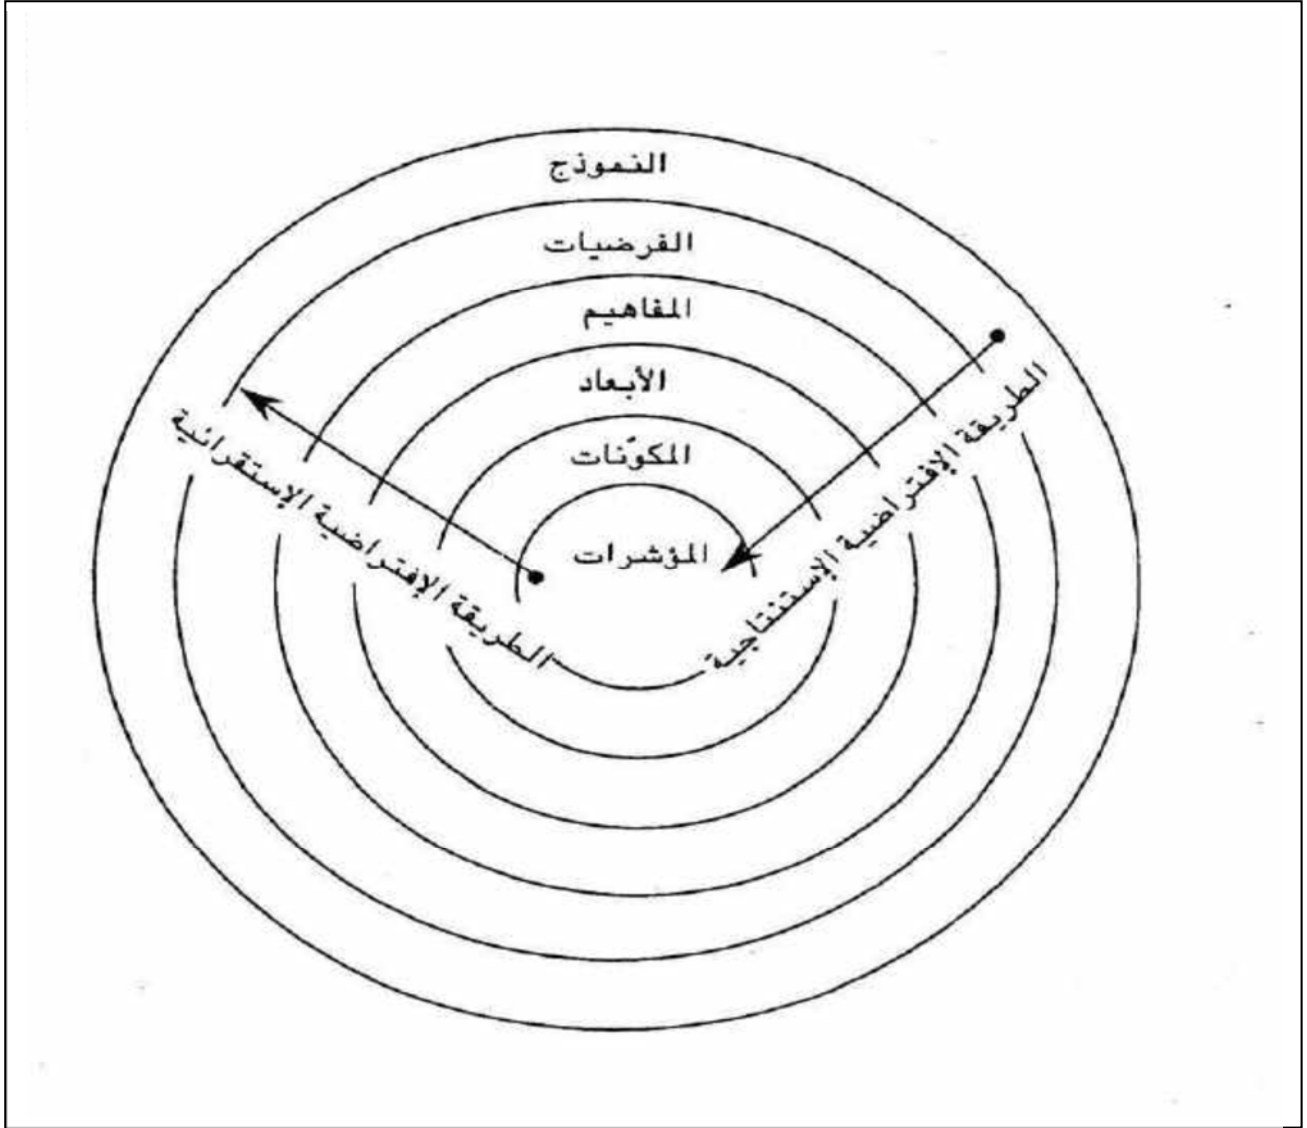 النموذج
الفرضيات
المفاهيم
الأبعاد
المكوّنات
المؤشرات
الطريقة الإفتراضية الإستنتاجية
الطريقة الإفتراضية الإستقرائية